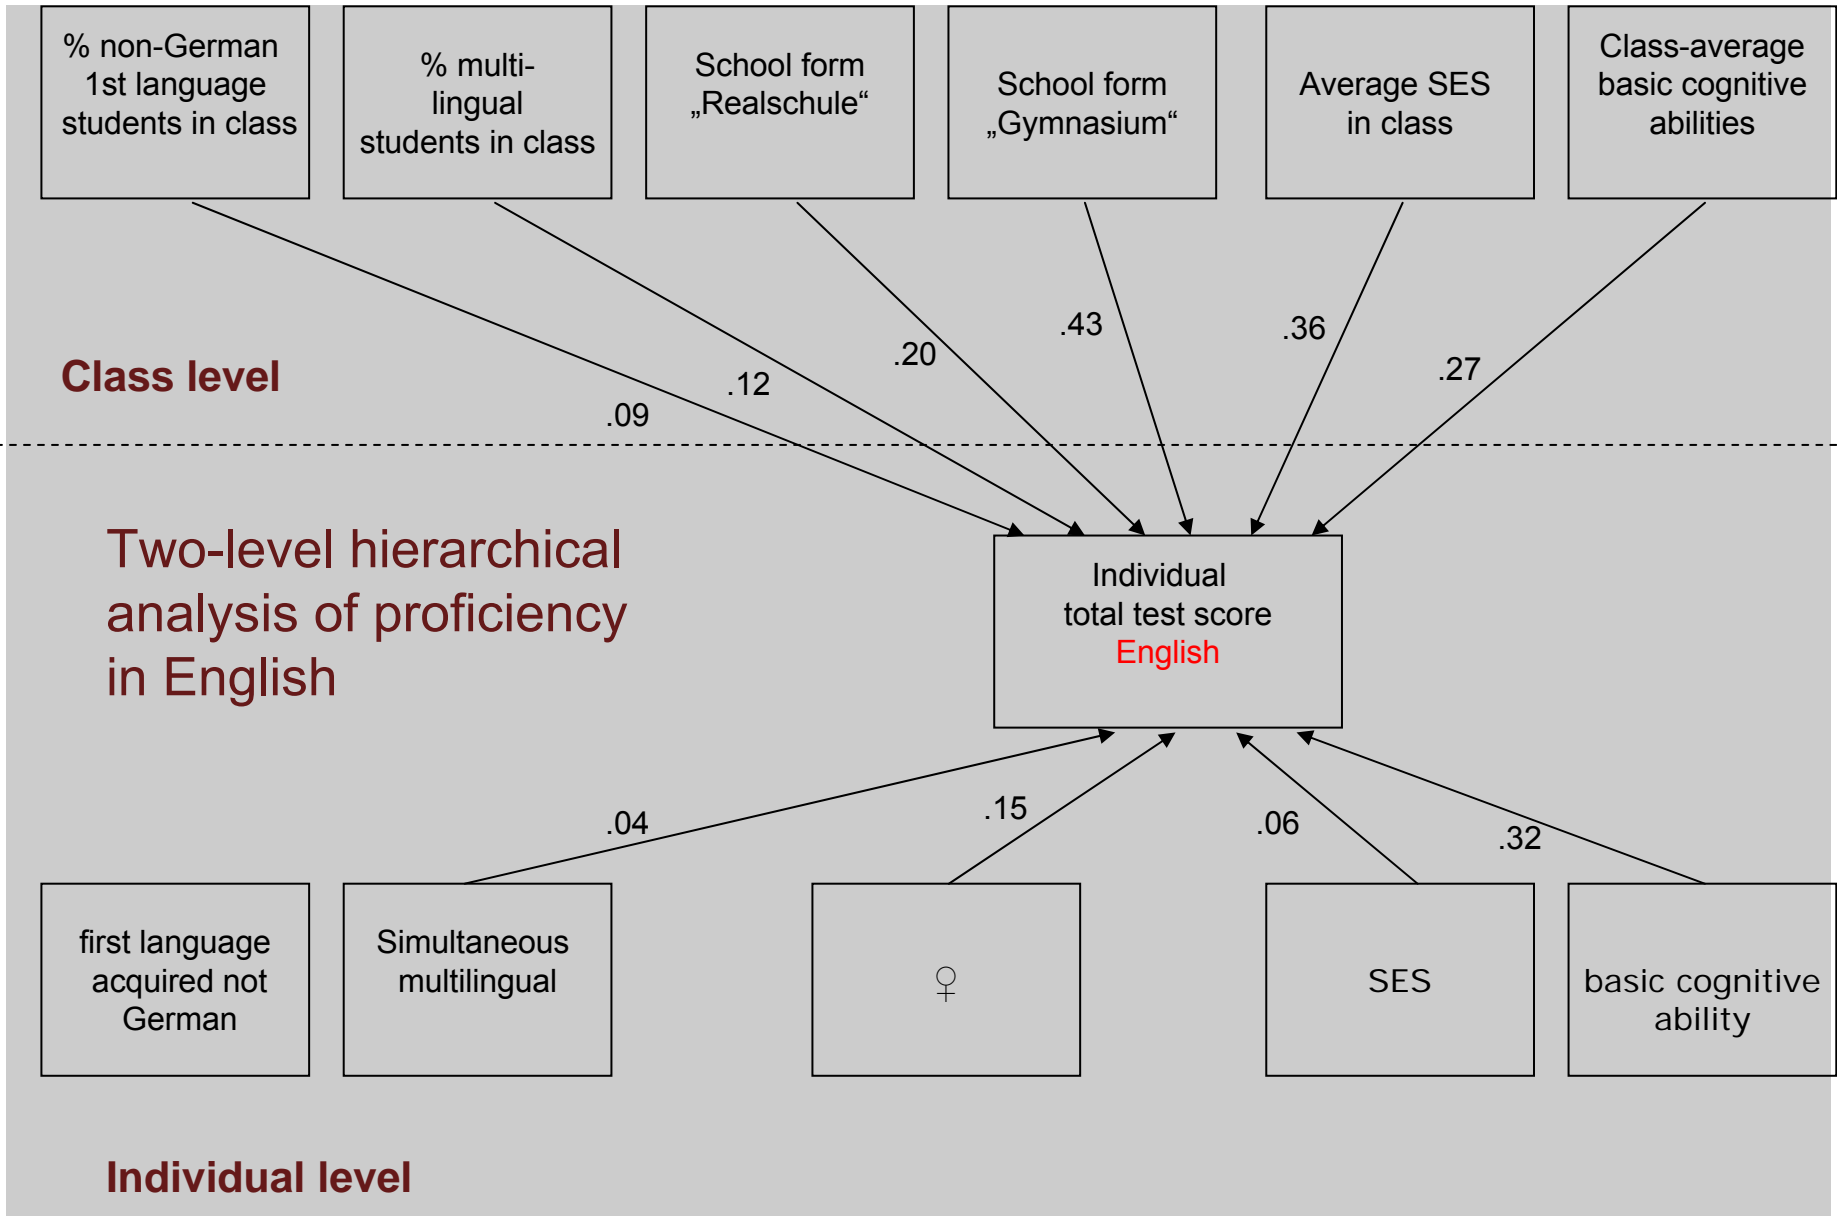 % non-German
1st language
students in class
% multi-
lingual
students in class
School form
„Realschule“
School form
„Gymnasium“
Average SES
in class
Class-average
basic cognitive
abilities
.43
.36
.20
.27
.12
.09
Class level
Two-level hierarchical
analysis of proficiency
in English
Individual
total test score
English
.04
.15
.06
.32
first language
acquired not
German
Simultaneous
multilingual
♀
SES
basic cognitive
ability
Individual level